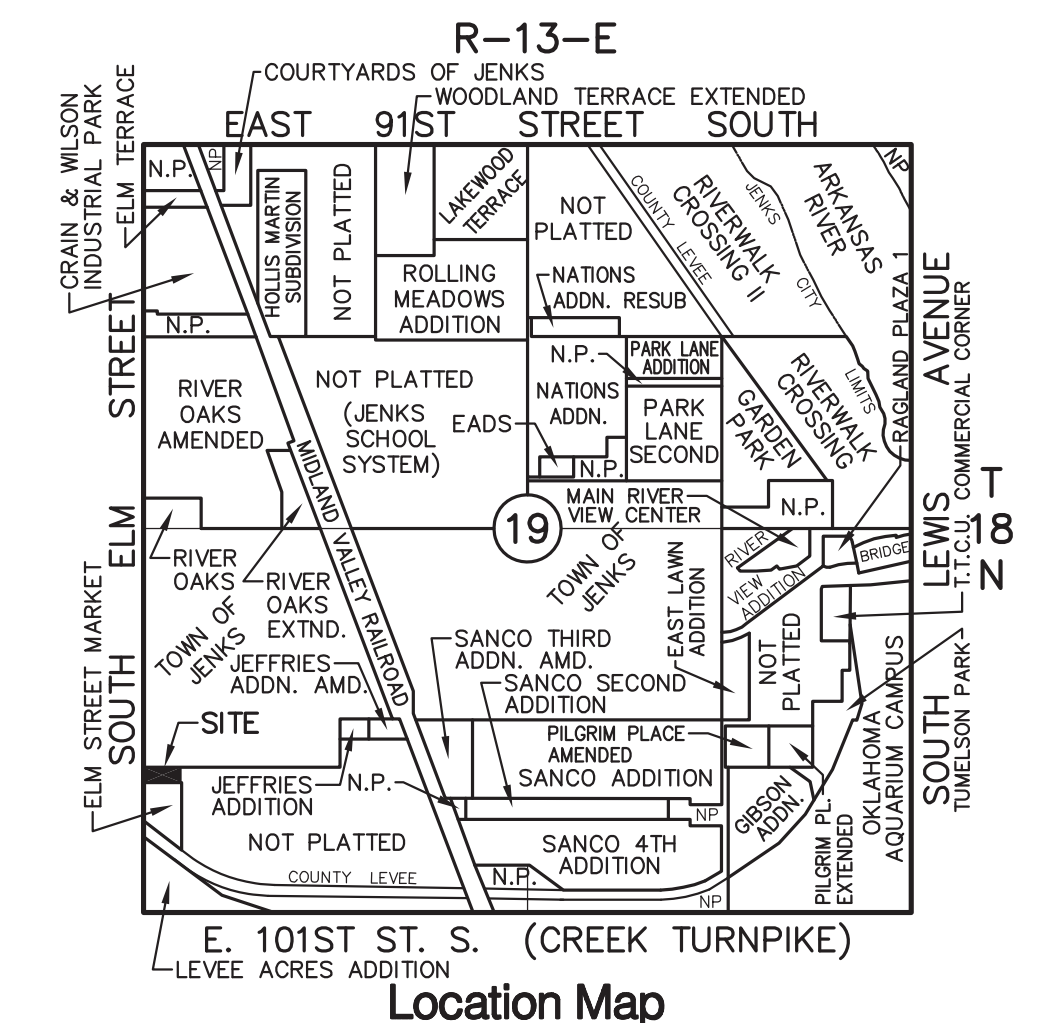 R-13-E
COURTYARDS OF JENKS
WOODLAND TERRACE EXTENDED
EAST 91ST STREET SOUTH
CRAIN & WILSON
INDUSTRIAL PARK
ELM TERRACE
N.P.
NP
HOLLIS MARTIN
SUBDIVISION
NOT PLATTED
LAKEWOOD
TERRACE
NOT
PLATTED
COUNTY LEVEE
RIVERWALK
CROSSING II
JENKS CITY LIMITS
ARKANSAS
RIVER
NP
ROLLING
MEADOWS
ADDITION
NATIONS
ADDN. RESUB
N.P.
RAGLAND PLAZA 1
RIVER
OAKS
AMENDED
NOT PLATTED
(JENKS
SCHOOL
SYSTEM)
N.P.
PARK LANE
ADDITION
NATIONS
ADDN.
EADS
PARK
LANE
SECOND
N.P.
GARDEN
PARK
RIVERWALK
CROSSING
N.P.
MAIN RIVER
VIEW CENTER
19
T
18
N
MIDLAND VALLEY RAILROAD
RIVER
OAKS
RIVER
OAKS
EXTND.
TOWN OF
JENKS
TOWN OF
JENKS
EAST LAWN
ADDITION
RIVER
VIEW
ADDITION
BRIDGE
T.T.C.U. COMMERCIAL CORNER
NOT
PLATTED
JEFFRIES
ADDN. AMD.
SANCO THIRD
ADDN. AMD.
SANCO SECOND
ADDITION
SOUTH ELM STREET
SOUTH LEWIS AVENUE
ELM STREET MARKET
SITE
PILGRIM PLACE
AMENDED
SANCO ADDITION
JEFFRIES
ADDITION
N.P.
NP
GIBSON
ADDN.
PILGRIM PL.
EXTENDED
OKLAHOMA
AQUARIUM CAMPUS
TUMELSON PARK
NOT PLATTED
SANCO 4TH
ADDITION
COUNTY LEVEE
N.P.
NP
E. 101ST ST. S. (CREEK TURNPIKE)
LEVEE ACRES ADDITION
Location Map